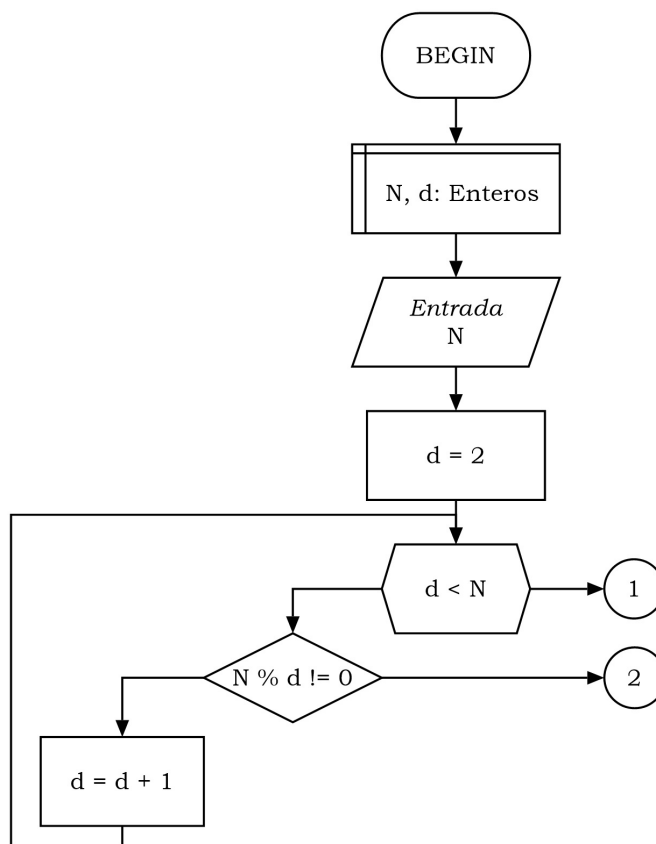 BEGIN
N, d: Enteros
Entrada
N
d = 2
d < N
1
N % d != 0
2
d = d + 1